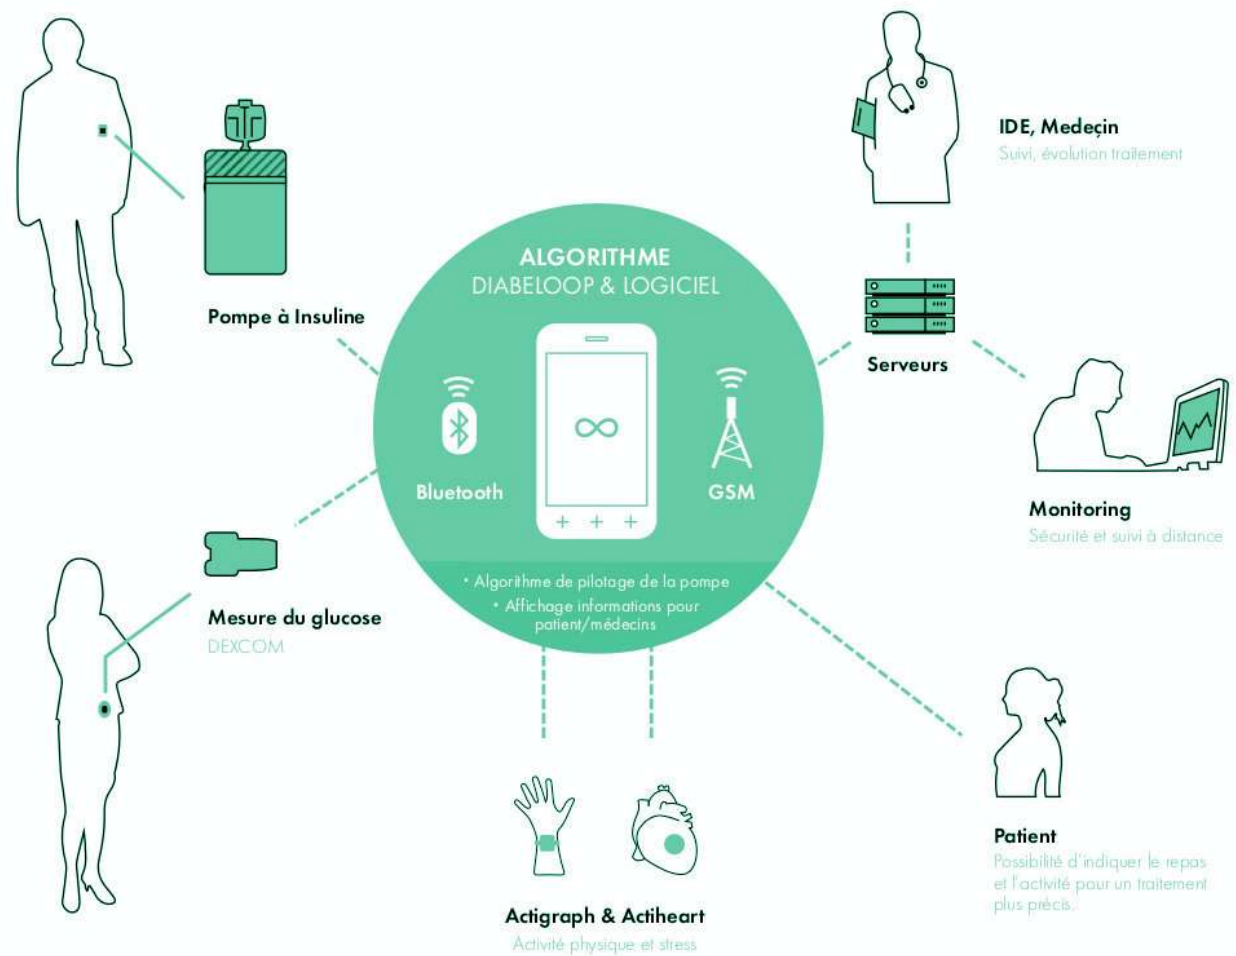 IDE, Medeçin
Suivi, évolution traitement
ALGORITHME
DIABELOOP & LOGICIEL
Pompe à Insuline
Serveurs
Bluetooth
GSM
Monitoring
Sécurité et suivi à distance
• Algorithme de pilotage de la pompe
• Affichage informations pour
patient/médecins
Mesure du glucose
DEXCOM
Patient
Possibilité d'indiquer le repas
et l'activité pour un traitement
plus précis.
Actigraph & Actiheart
Activité physique et stress